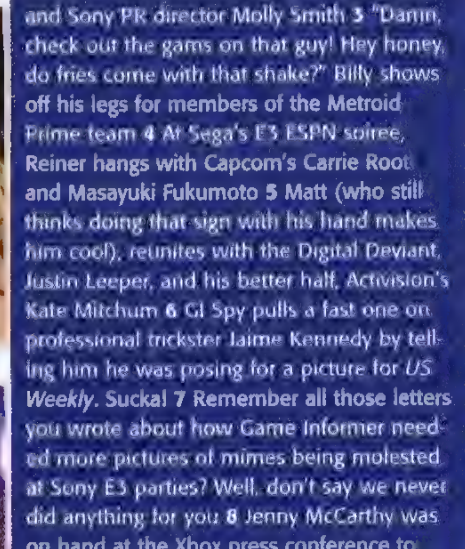 and Sony PR director Molly Smith 3 "Damn,
check out the gams on that guy! Hey honey,
do fries come with that shake?" Billy shows
off his legs for members of the Metroid
Prime team 4 At Sega's E3 ESPN soiree,
Reiner hangs with Capcom's Carrie Root
and Masayuki Fukumoto 5 Matt (who still
thinks doing that sign with his hand makes
him cool), reunites with the Digital Deviant,
Justin Leeper, and his better half, Activision's
Kate Mitchum 6 GI Spy pulls a fast one on
professional trickster Jaime Kennedy by tell-
ing him he was posing for a picture for US
Weekly. Sucka! 7 Remember all those letters
you wrote about how Game Informer need-
ed more pictures of mimes being molested
at Sony E3 parties? Well, don't say we never
did anything for you 8 Jenny McCarthy was
on hand at the Xbox press conference to